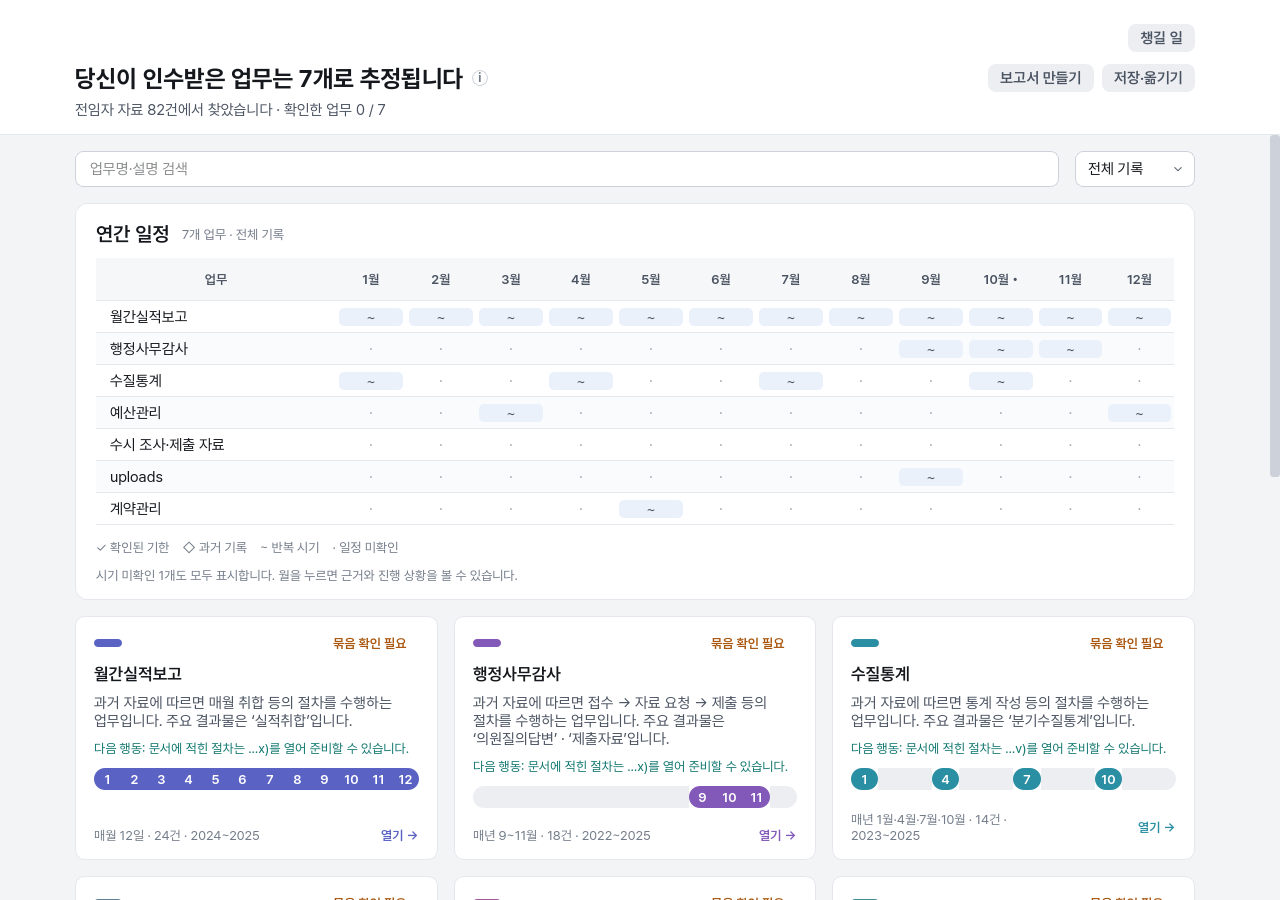 챙길 일
당신이 인수받은 업무는 7개로 추정됩니다 ⓘ
보고서 만들기
저장·옮기기
전임자 자료 82건에서 찾았습니다 · 확인한 업무 0 / 7
업무명·설명 검색
전체 기록
연간 일정 7개 업무 · 전체 기록
업무 1월 2월 3월 4월 5월 6월 7월 8월 9월 10월 • 11월 12월
월간실적보고 ~ ~ ~ ~ ~ ~ ~ ~ ~ ~ ~ ~
행정사무감사 · · · · · · · · ~ ~ ~ ·
수질통계 ~ · · ~ · · ~ · · ~ · ·
예산관리 · · ~ · · · · · · · · ~
수시 조사·제출 자료 · · · · · · · · · · · ·
uploads · · · · · · · · ~ · · ·
계약관리 · · · · ~ · · · · · · ·
✓ 확인된 기한 ◇ 과거 기록 ~ 반복 시기 · 일정 미확인
시기 미확인 1개도 모두 표시합니다. 월을 누르면 근거와 진행 상황을 볼 수 있습니다.
묶음 확인 필요
월간실적보고
과거 자료에 따르면 매월 취합 등의 절차를 수행하는
업무입니다. 주요 결과물은 ‘실적취합’입니다.
다음 행동: 문서에 적힌 절차는 …x)를 열어 준비할 수 있습니다.
1 2 3 4 5 6 7 8 9 10 11 12
매월 12일 · 24건 · 2024~2025
열기 →
묶음 확인 필요
행정사무감사
과거 자료에 따르면 접수 → 자료 요청 → 제출 등의
절차를 수행하는 업무입니다. 주요 결과물은
‘의원질의답변’ · ‘제출자료’입니다.
다음 행동: 문서에 적힌 절차는 …x)를 열어 준비할 수 있습니다.
9 10 11
매년 9~11월 · 18건 · 2022~2025
열기 →
묶음 확인 필요
수질통계
과거 자료에 따르면 통계 작성 등의 절차를 수행하는
업무입니다. 주요 결과물은 ‘분기수질통계’입니다.
다음 행동: 문서에 적힌 절차는 …v)를 열어 준비할 수 있습니다.
1 4 7 10
매년 1월·4월·7월·10월 · 14건 ·
2023~2025
열기 →
묶음 확인 필요
묶음 확인 필요
묶음 확인 필요